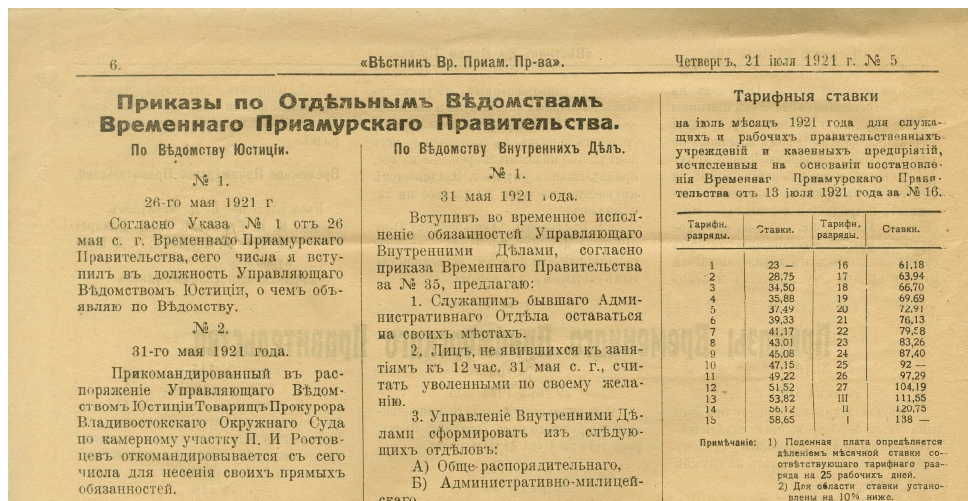 6.
«Вѣстникъ Вр. Приам. Пр-ва».
Четвергъ, 21 іюля 1921 г. № 5
Приказы по Отдѣльнымъ Вѣдомствамъ
Временнаго Приамурскаго Правительства.
По Вѣдомству Юстиціи.
№ 1.
26-го мая 1921 г
Согласно Указа № 1 отъ 26
мая с. г. Временнаго Приамурскаго
Правительства, сего числа я всту-
пилъ въ должность Управляющаго
Вѣдомствомъ Юстиціи, о чемъ объ-
являю по Вѣдомству.
№ 2.
31-го мая 1921 года.
Прикомандированный въ рас-
поряженіе Управляющаго Вѣдом-
ствомъ Юстиціи Товарищъ Прокурора
Владивостокскаго Окружнаго Суда
по камерному участку П. И Ростов-
цевъ откомандировывается съ сего
числа для несенія своихъ прямыхъ
обязанностей.
По Вѣдомству Внутреннихъ Дѣлъ.
№ 1.
31 мая 1921 года.
Вступивъ во временное испол-
неніе обязанностей Управляющаго
Внутренними Дѣлами, согласно
приказа Временнаго Правительства
за № 35, предлагаю:
1. Служашимъ бывшаго Адми-
нистративнаго Отдѣла оставаться
на своихъ мѣстахъ.
2. Лицъ, не явившихся къ заня-
тіямъ къ 12 час. 31 мая с. г., счи-
тать уволенными по своему жела-
нію.
3. Управленіе Внутренними Дѣ-
лами сформировать изъ слѣдую-
щихъ отдѣловъ:
А) Обще-распорядительнаго,
Б) Административно-милицей-
скаго
Тарифныя ставки
на іюль мѣсяцъ 1921 года для служа-
щихъ и рабочихъ правительственныхъ
учрежденій и казенныхъ предпріятій,
исчисленныя на основаніи постановле-
нія Временнаг Приамурскаго Прави-
тельства отъ 13 іюля 1921 года за № 16.
Тарифн. разряды. Ставки. Тарифн. разряды. Ставки.
1 23 — 16 61,18
2 28,75 17 63,94
3 34,50 18 66,70
4 35,88 19 69.69
5 37,49 20 72,91
6 39,33 21 76,13
7 41,17 22 79,58
8 43,01 23 83,26
9 45,08 24 87,40
10 47,15 25 92 —
11 49,22 26 97,29
12 51,52 27 104,19
13 53,82 III 111,55
14 56,12 II 120,75
15 58,65 I 138 —
Примѣчаніе: 1) Поденная плата опредѣляется
дѣленіемъ мѣсячной ставки со-
отвѣтствующаго тарифнаго раз-
ряда на 25 рабочихъ дней.
2) Для области ставки устано-
влены на 10% ниже.